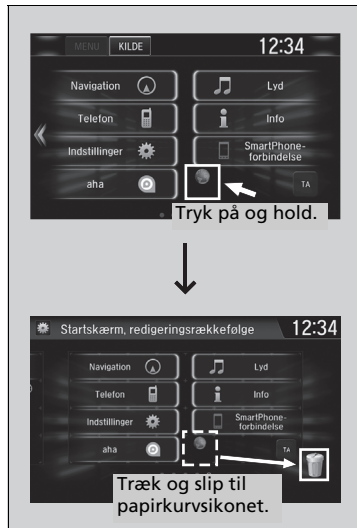 MENU KILDE 12:34
Navigation Lyd
Telefon Info
Indstillinger SmartPhone-
forbindelse
aha TA
Tryk på og hold.
Startskærm, redigeringsrækkefølge 12:34
Navigation Lyd
Telefon Info
Indstillinger SmartPhone-
forbindelse
aha TA
Træk og slip til
papirkurvsikonet.